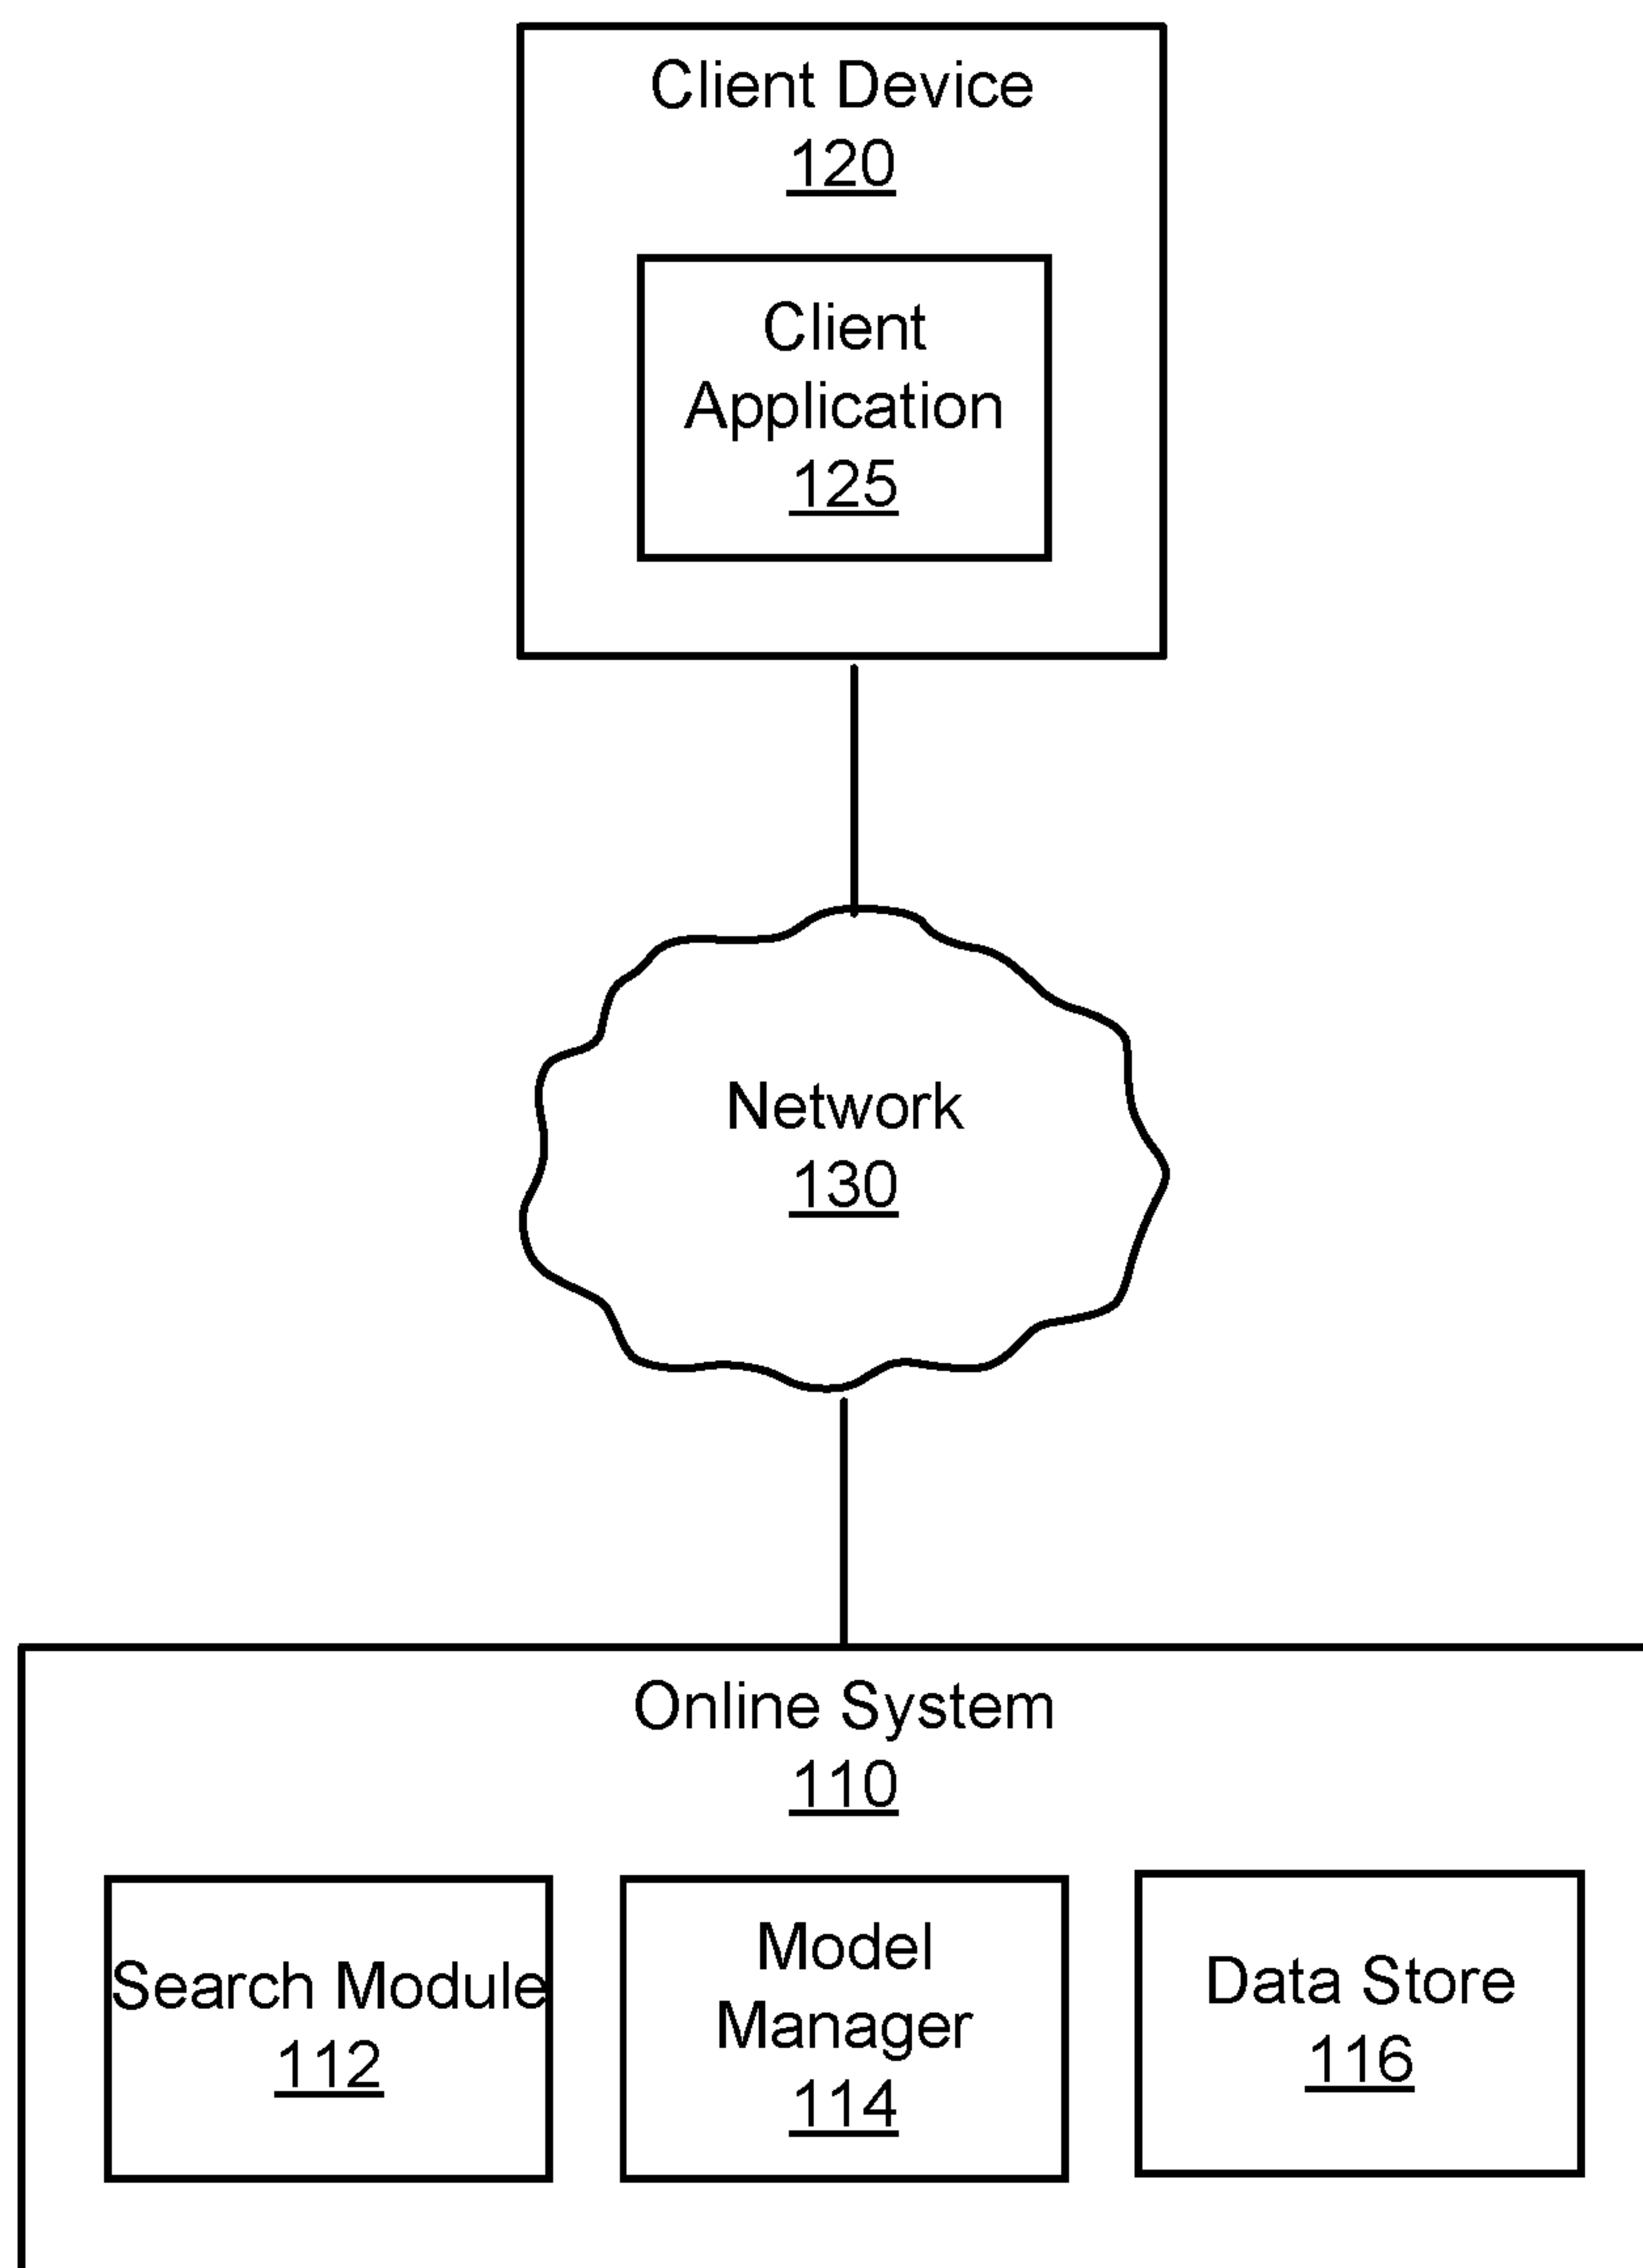 Client Device
120
Client
Application
125
Network
130
Online System
110
Search Module
112
Model
Manager
114
Data Store
116